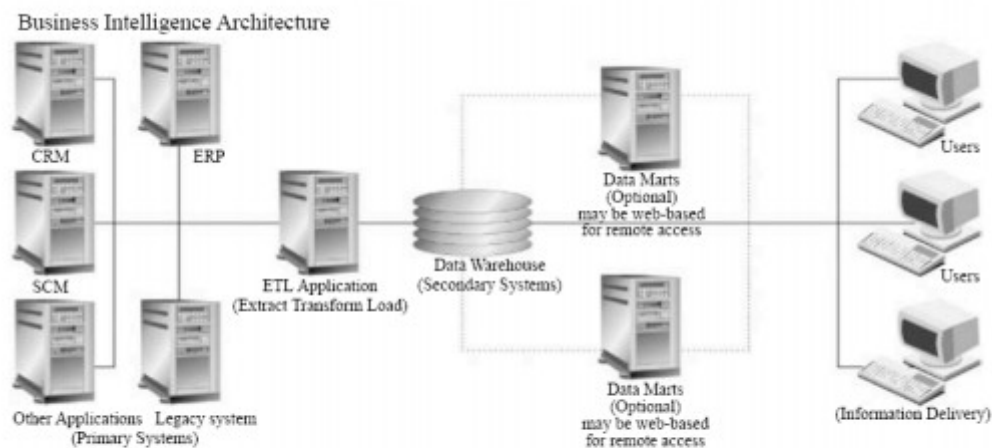 Business Intelligence Architecture
CRM
ERP
SCM
Other Applications
Legacy system
(Primary Systems)
ETL Application
(Extract Transform Load)
Data Warehouse
(Secondary Systems)
Data Marts
(Optional)
may be web-based
for remote access
Data Marts
(Optional)
may be web-based
for remote access
Users
Users
(Information Delivery)